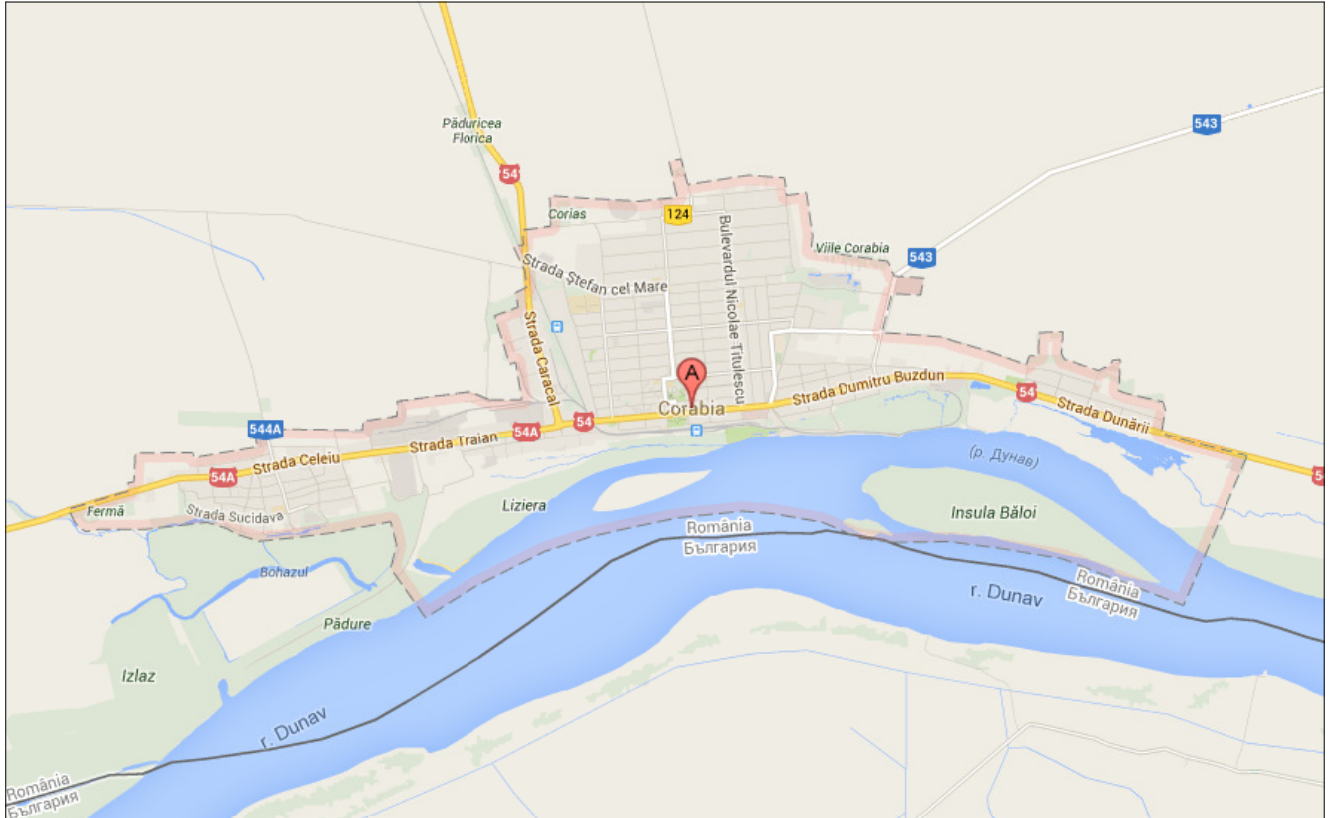 543
Păduricea
Florica
54
Corias
124
Bulevardul Nicolae Titulescu
Viile Corabia
543
Strada Ștefan cel Mare
Strada Caracal
A
Strada Dumitru Buzdun
54
Corabia
Strada Dunării
54
544A
54A
Strada Traian
Strada Celeiu
54A
(р. Дунав)
Fermă
Strada Sucidava
Liziera
Insula Băloi
România
България
Bohazul
România
България
r. Dunav
Pădure
Izlaz
r. Dunav
România
България